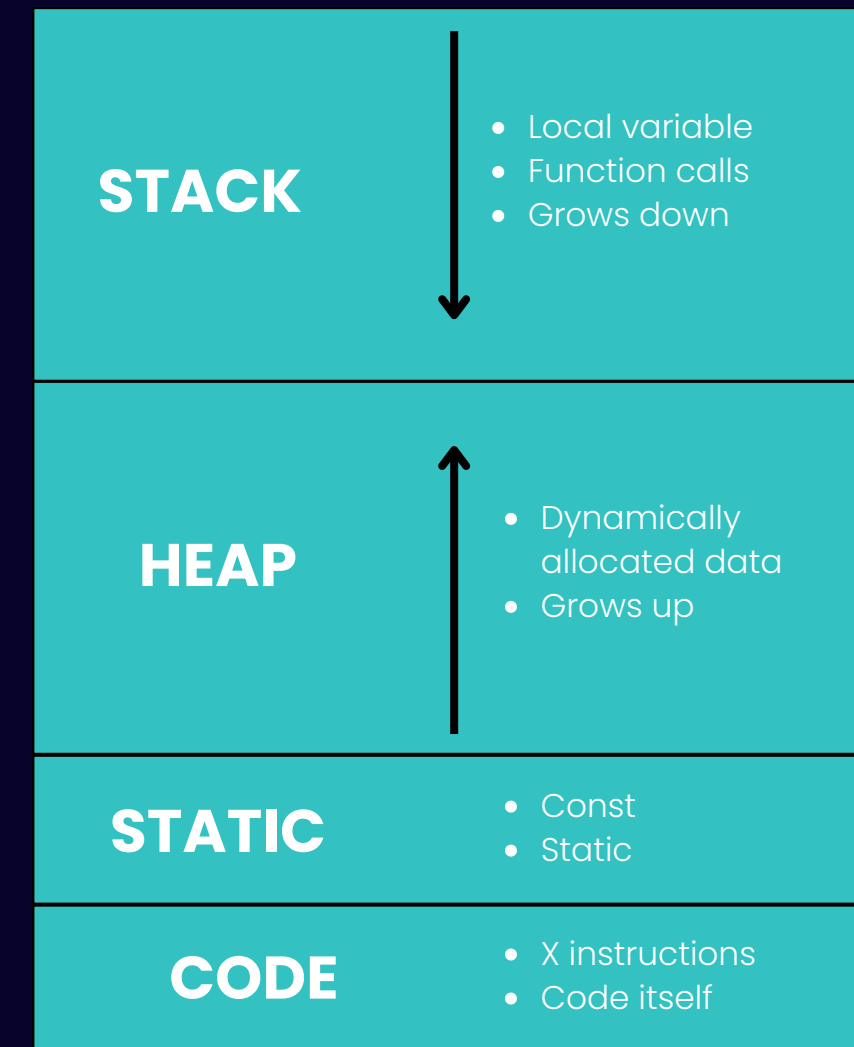 STACK
Local variable
Function calls
Grows down
HEAP
Dynamically
allocated data
Grows up
STATIC
Const
Static
CODE
X instructions
Code itself